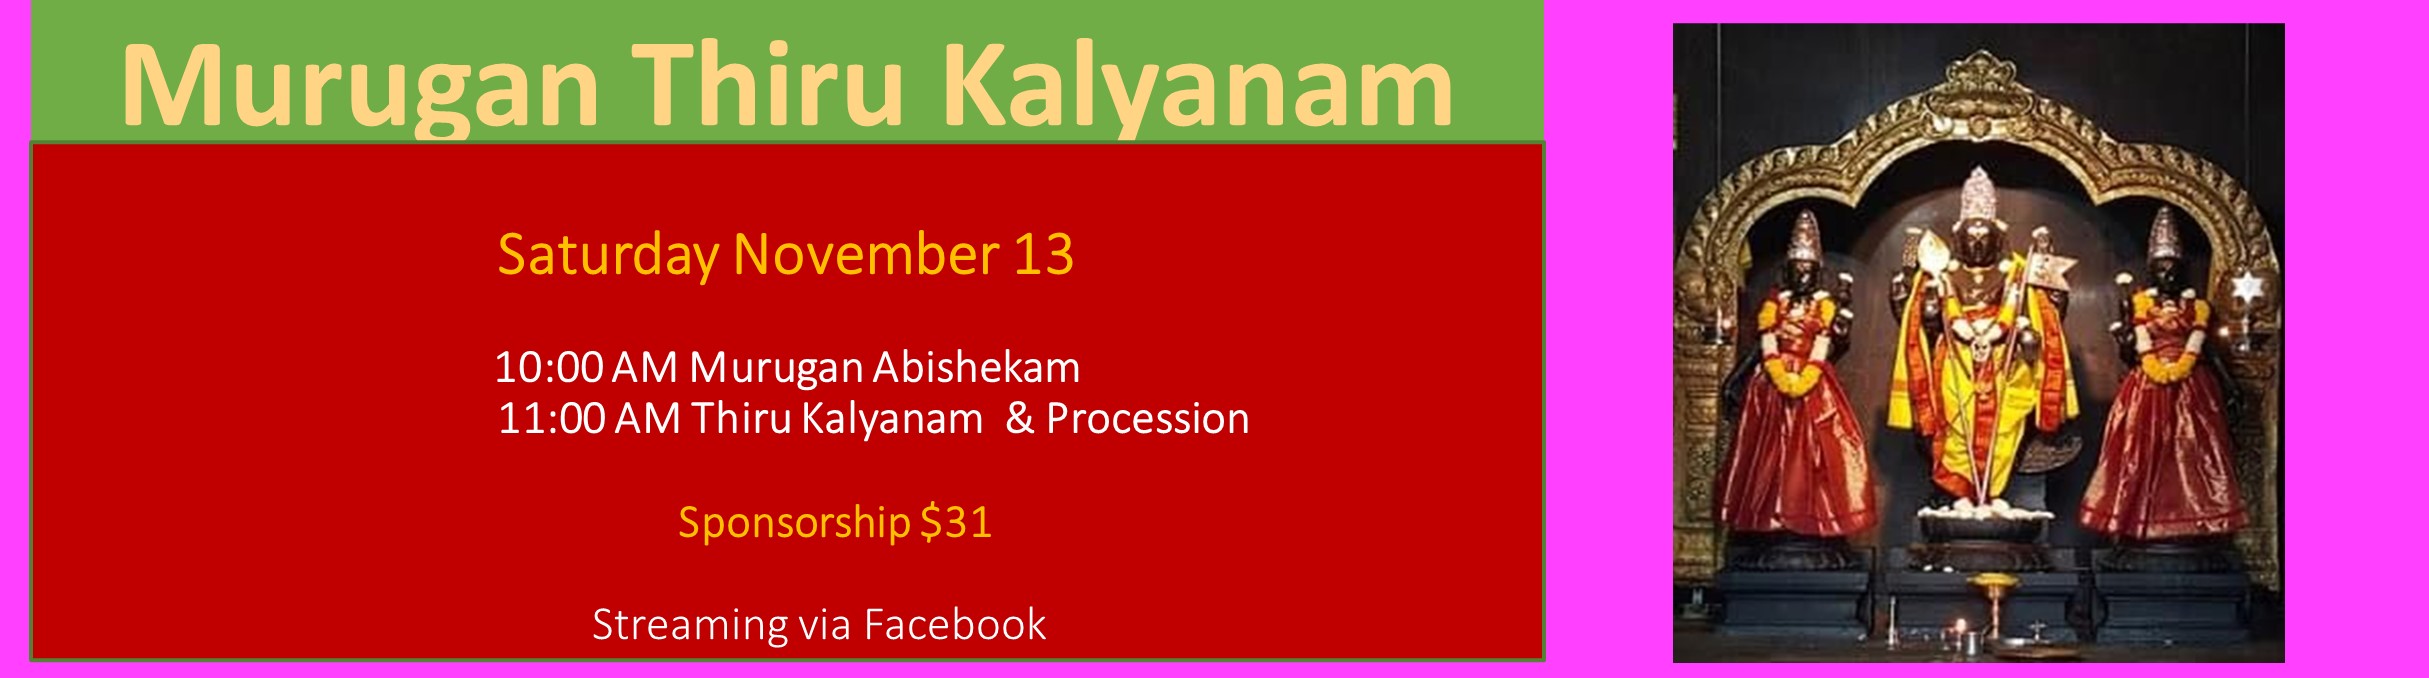 Murugan Thiru Kalyanam
Saturday November 13
10:00 AM Murugan Abishekam
11:00 AM Thiru Kalyanam & Procession
Sponsorship $31
Streaming via Facebook